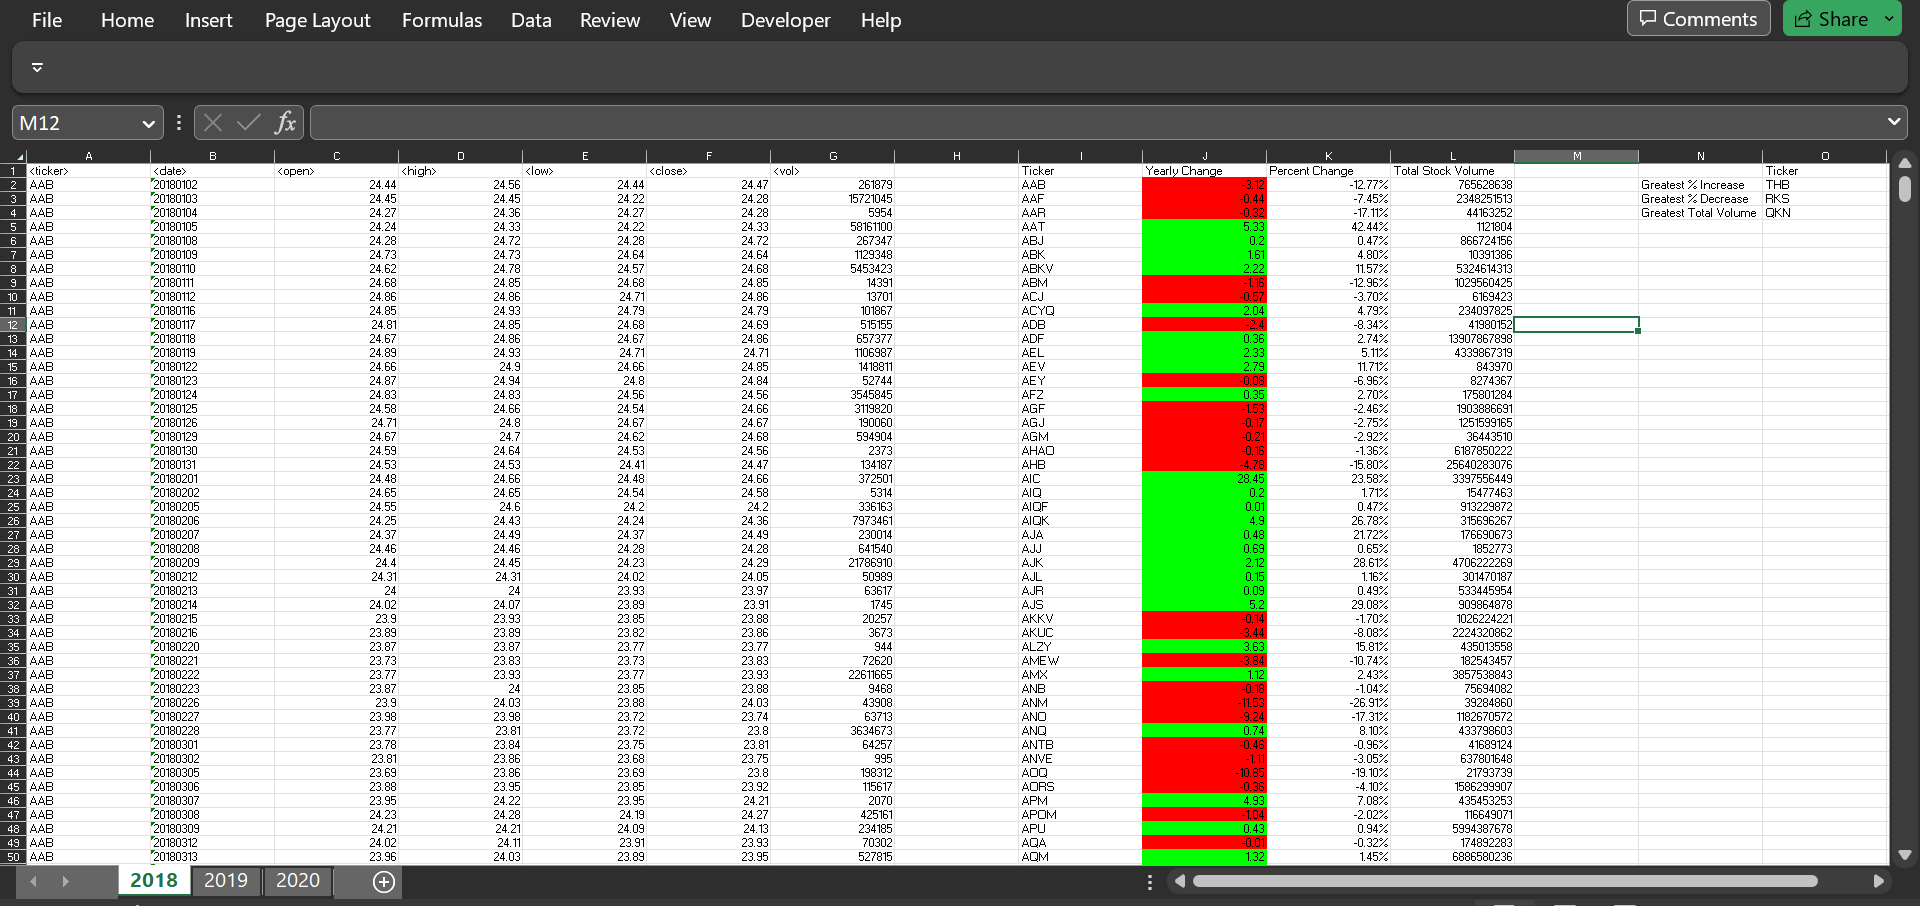 File Home Insert Page Layout Formulas Data Review View Developer Help Comments Share
M12 fx
A B C D E F G H I J K L M N O
1 <ticker> <date> <open> <high> <low> <close> <vol> Ticker Yearly Change Percent Change Total Stock Volume Ticker
2 AAB 20180102 24.44 24.56 24.44 24.47 261879 AAB -3.12 -12.77% 765628638 Greatest % Increase THB
3 AAB 20180103 24.45 24.45 24.22 24.28 15721045 AAF -0.44 -7.45% 2348251513 Greatest % Decrease RKS
4 AAB 20180104 24.27 24.36 24.27 24.28 5954 AAR -0.32 -17.11% 44163252 Greatest Total Volume QKN
5 AAB 20180105 24.24 24.33 24.22 24.33 58161100 AAT 5.33 42.44% 1121804
6 AAB 20180108 24.28 24.72 24.28 24.72 267347 ABJ 0.2 0.47% 866724156
7 AAB 20180109 24.73 24.73 24.64 24.64 1129348 ABK 1.61 4.80% 10391386
8 AAB 20180110 24.62 24.78 24.57 24.68 5453423 ABKV 2.22 11.57% 5324614313
9 AAB 20180111 24.68 24.85 24.68 24.85 14391 ABM -1.16 -12.96% 1029560425
10 AAB 20180112 24.86 24.86 24.71 24.86 13701 ACJ -0.57 -3.70% 6169423
11 AAB 20180116 24.85 24.93 24.79 24.79 101867 ACYQ 2.04 4.79% 234097825
12 AAB 20180117 24.81 24.85 24.68 24.69 515155 ADB -2.4 -8.34% 41980152
13 AAB 20180118 24.67 24.86 24.67 24.86 657377 ADF 0.36 2.74% 13907867898
14 AAB 20180119 24.89 24.93 24.71 24.71 1106987 AEL 2.33 5.11% 4339867319
15 AAB 20180122 24.66 24.9 24.66 24.85 1418811 AEV 2.79 11.71% 843970
16 AAB 20180123 24.87 24.94 24.8 24.84 52744 AEY -0.08 -6.96% 8274367
17 AAB 20180124 24.83 24.83 24.56 24.56 3545845 AFZ 0.35 2.70% 175801284
18 AAB 20180125 24.58 24.66 24.54 24.66 3119820 AGF -1.53 -2.46% 1903886691
19 AAB 20180126 24.71 24.8 24.67 24.67 190060 AGJ -0.17 -2.75% 1251599165
20 AAB 20180129 24.67 24.7 24.62 24.68 594904 AGM -0.21 -2.92% 36443510
21 AAB 20180130 24.59 24.64 24.53 24.56 2373 AHAO -0.16 -1.36% 6187850222
22 AAB 20180131 24.53 24.53 24.41 24.47 134187 AHB -4.78 -15.80% 25640283076
23 AAB 20180201 24.48 24.66 24.48 24.66 372501 AIC 28.45 23.58% 3397556449
24 AAB 20180202 24.65 24.65 24.54 24.58 5314 AIQ 0.2 1.71% 15477463
25 AAB 20180205 24.55 24.6 24.2 24.2 336163 AIQF 0.01 0.47% 913229872
26 AAB 20180206 24.25 24.43 24.24 24.36 7973461 AIQK 4.9 26.78% 315696267
27 AAB 20180207 24.37 24.49 24.37 24.49 230014 AJA 0.48 21.72% 176690673
28 AAB 20180208 24.46 24.46 24.28 24.28 641540 AJJ 0.69 0.65% 1852773
29 AAB 20180209 24.4 24.45 24.23 24.29 21786910 AJK 2.12 28.61% 4706222269
30 AAB 20180212 24.31 24.31 24.02 24.05 50989 AJL 0.15 1.16% 301470187
31 AAB 20180213 24 24 23.93 23.97 63617 AJR 0.09 0.49% 533445954
32 AAB 20180214 24.02 24.07 23.89 23.91 1745 AJS 5.2 29.08% 909864878
33 AAB 20180215 23.9 23.93 23.85 23.88 20257 AKKV -0.14 -1.70% 1026224221
34 AAB 20180216 23.89 23.89 23.82 23.86 3673 AKUC -3.44 -8.08% 2224320862
35 AAB 20180220 23.87 23.87 23.77 23.77 944 ALZY 3.63 15.81% 435013558
36 AAB 20180221 23.73 23.83 23.73 23.83 72620 AMEW -3.84 -10.74% 182543457
37 AAB 20180222 23.77 23.93 23.77 23.93 22611665 AMX 1.12 2.43% 3857538843
38 AAB 20180223 23.87 24 23.85 23.88 9468 ANB -0.18 -1.04% 75694082
39 AAB 20180226 23.9 24.03 23.88 24.03 43908 ANM -11.53 -26.91% 39284860
40 AAB 20180227 23.98 23.98 23.72 23.74 63713 ANO -9.24 -17.31% 1182670572
41 AAB 20180228 23.77 23.81 23.72 23.8 3634673 ANQ 0.74 8.10% 433798603
42 AAB 20180301 23.78 23.84 23.75 23.81 64257 ANTB -0.46 -0.96% 41689124
43 AAB 20180302 23.81 23.86 23.68 23.75 995 ANVE -1.11 -3.05% 637801648
44 AAB 20180305 23.69 23.86 23.69 23.8 198312 AOQ -10.85 -19.10% 21793739
45 AAB 20180306 23.88 23.95 23.85 23.92 115617 AORS -0.36 -4.10% 1586299907
46 AAB 20180307 23.95 24.22 23.95 24.21 2070 APM 4.93 7.08% 435453253
47 AAB 20180308 24.23 24.28 24.19 24.27 425161 APOM -1.04 -2.02% 116649071
48 AAB 20180309 24.21 24.21 24.09 24.13 234185 APU 0.43 0.94% 5994387678
49 AAB 20180312 24.02 24.11 23.91 23.93 70302 AQA -0.01 -0.32% 174892283
50 AAB 20180313 23.96 24.03 23.89 23.95 527815 AQM 1.32 1.45% 6886580236
2018 2019 2020